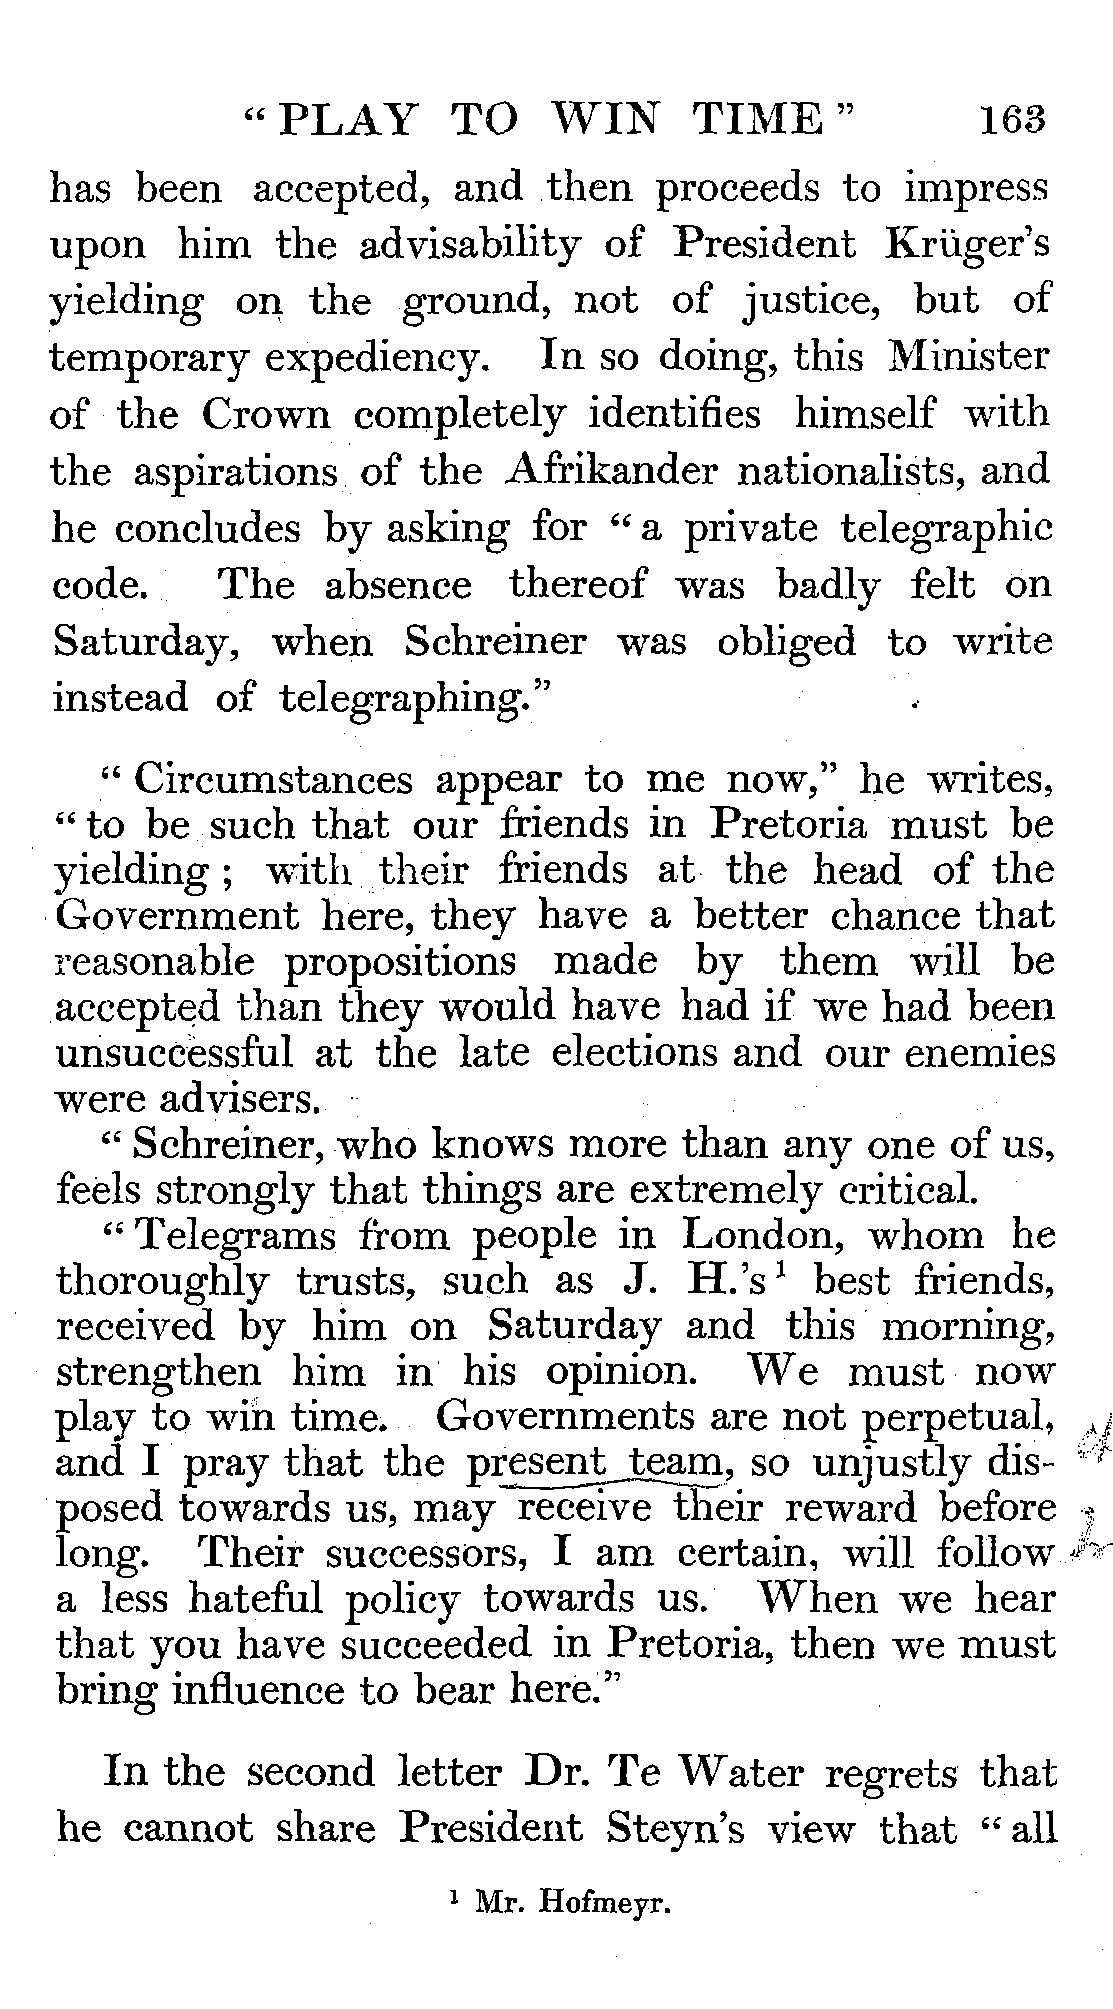 “ PLAY TO WIN TIME ” 163
has been accepted, and then proceeds to impress
upon him the advisability of President Krüger’s
yielding on the ground, not of justice, but of
temporary expediency. In so doing, this Minister
of the Crown completely identifies himself with
the aspirations of the Afrikander nationalists, and
he concludes by asking for “ a private telegraphic
code. The absence thereof was badly felt on
Saturday, when Schreiner was obliged to write
instead of telegraphing.”
“ Circumstances appear to me now,” he writes,
“ to be such that our friends in Pretoria must be
yielding ; with their friends at the head of the
Government here, they have a better chance that
reasonable propositions made by them will be
accepted than they would have had if we had been
unsuccessful at the late elections and our enemies
were advisers.
“ Schreiner, who knows more than any one of us,
feels strongly that things are extremely critical.
“ Telegrams from people in London, whom he
thoroughly trusts, such as J. H.’s ¹ best friends,
received by him on Saturday and this morning,
strengthen him in his opinion. We must now
play to win time. Governments are not perpetual,
and I pray that the present team, so unjustly dis-
posed towards us, may receive their reward before
long. Their successors, I am certain, will follow
a less hateful policy towards us. When we hear
that you have succeeded in Pretoria, then we must
bring influence to bear here.”
In the second letter Dr. Te Water regrets that
he cannot share President Steyn’s view that “ all
¹ Mr. Hofmeyr.